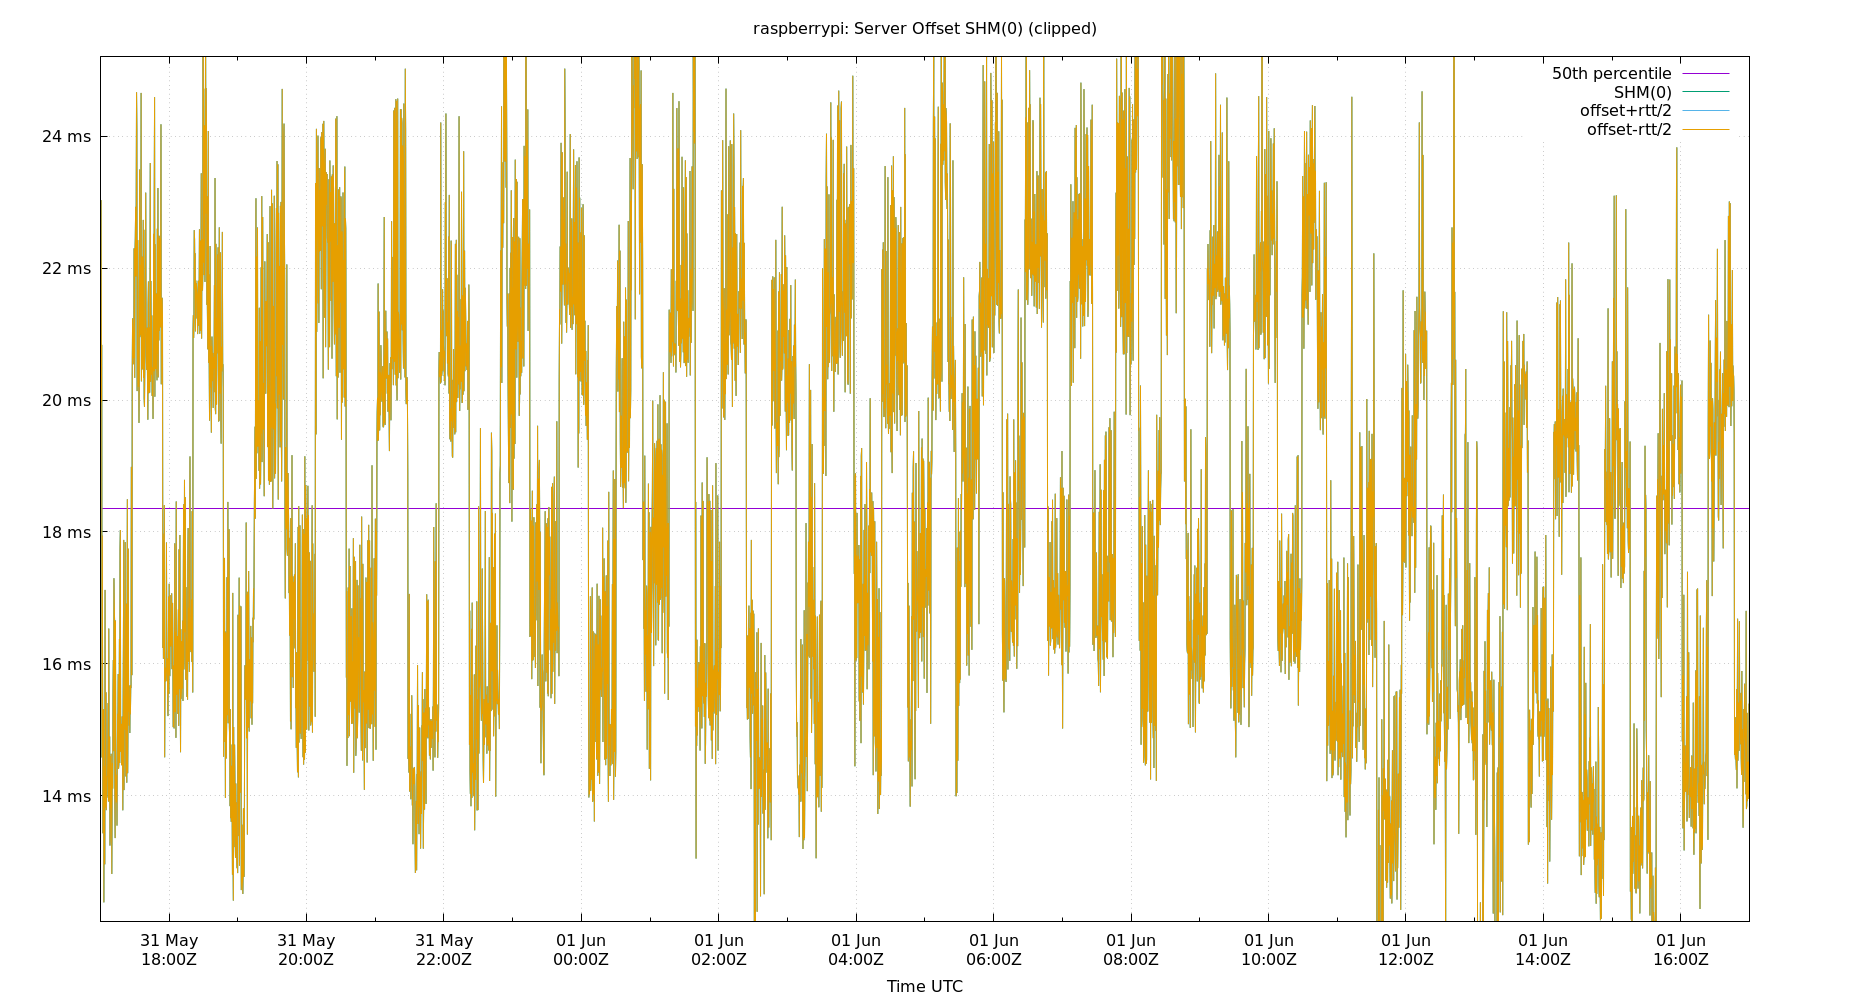 raspberrypi: Server Offset SHM(0) (clipped)
50th percentile
SHM(0)
offset+rtt/2
offset-rtt/2
24 ms
22 ms
20 ms
18 ms
16 ms
14 ms
31 May 31 May 31 May 01 Jun 01 Jun 01 Jun 01 Jun 01 Jun 01 Jun 01 Jun 01 Jun 01 Jun
18:00Z 20:00Z 22:00Z 00:00Z 02:00Z 04:00Z 06:00Z 08:00Z 10:00Z 12:00Z 14:00Z 16:00Z
Time UTC